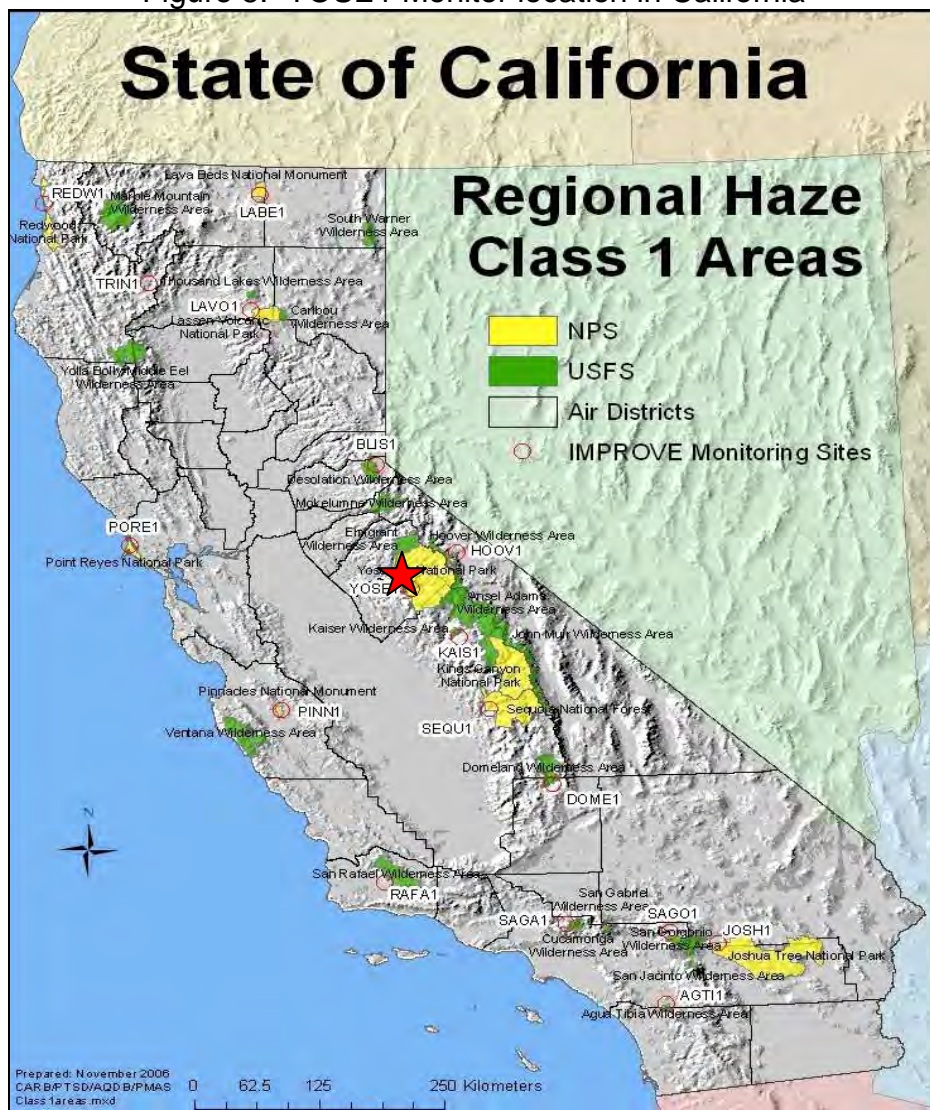 Figure 3. YOSE1 Monitor location in California
State of California
Regional Haze
Class 1 Areas
NPS
USFS
Air Districts
IMPROVE Monitoring Sites
Lava Beds National Monument
REDW1
Marble Mountain
Wilderness Area
LABE1
Redwood
National Park
South Warner
Wilderness Area
TRIN1
Thousand Lakes Wilderness Area
LAVO1
Lassen Volcanic
National Park
Caribou
Wilderness Area
Yolla Bolly Middle Eel
Wilderness Area
BLIS1
Desolation Wilderness Area
Mokelumne Wilderness Area
PORE1
Point Reyes National Park
Emigrant
Wilderness Area
Hoover Wilderness Area
HOOV1
National Park
Ansel Adams
Wilderness Area
Kaiser Wilderness Area
John Muir Wilderness Area
KAIS1
Kings Canyon
National Park
Pinnacles National Monument
PINN1
SEQU1
Sequoia National Forest
Ventana Wilderness Area
Domeland Wilderness Area
DOME1
N
San Rafael Wilderness Area
RAFA1
San Gabriel
Wilderness Area
SAGA1
SAGO1
Cucamonga
Wilderness Area
San Gorgonio
Wilderness Area
JOSH1
Joshua Tree National Park
San Jacinto Wilderness Area
AGTI1
Agua Tibia Wilderness Area
Prepared: November 2006
CARB/PTSD/AQDB/PMAS
Class1areas.mxd
0 62.5 125 250 Kilometers